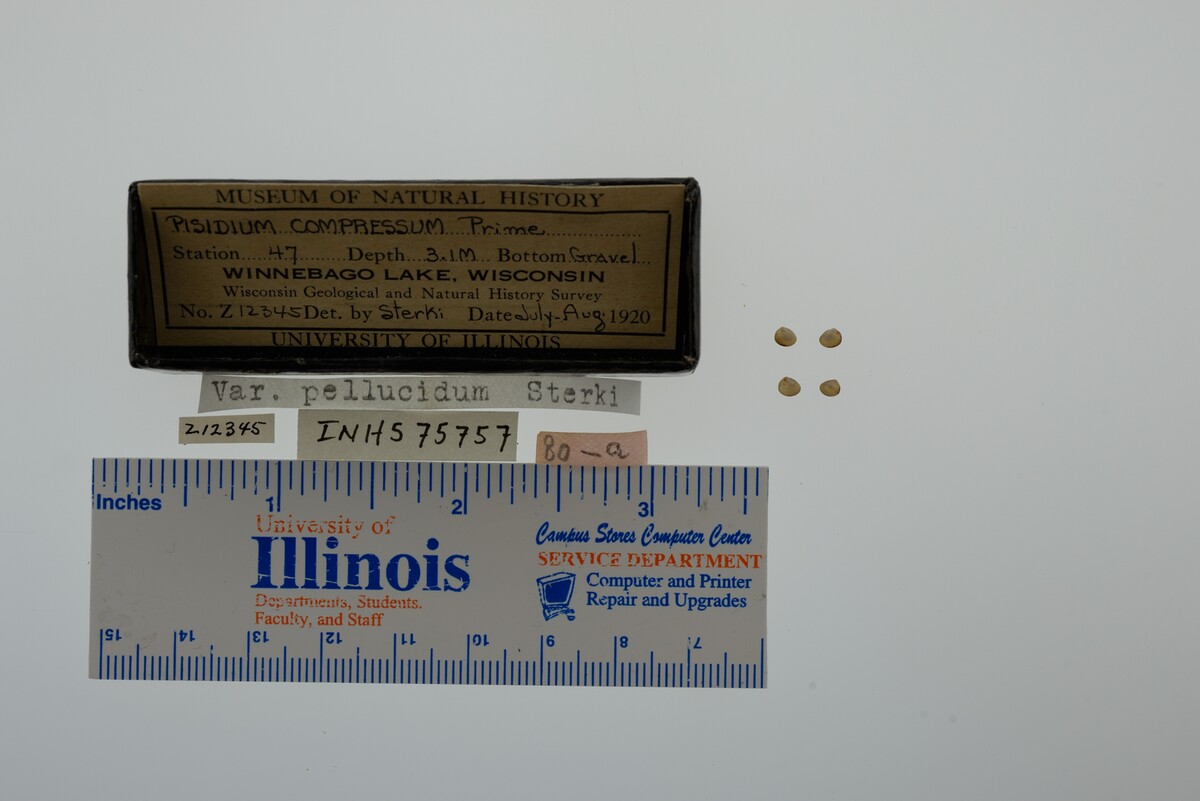 MUSEUM OF NATURAL HISTORY
PISIDIUM COMPRESSUM Prime
Station 47 Depth 3.1M Bottom Gravel
WINNEBAGO LAKE, WISCONSIN
Wisconsin Geological and Natural History Survey
No. Z12345 Det. by Sterki Date July-Aug. 1920
UNIVERSITY OF ILLINOIS
Var. pellucidum Sterki
Z12345
INHS 75757
80-a
Inches 1 2 3
University of
Illinois
Departments, Students,
Faculty, and Staff
Campus Stores Computer Center
SERVICE DEPARTMENT
Computer and Printer
Repair and Upgrades
15 14 13 12 11 10 9 8 7